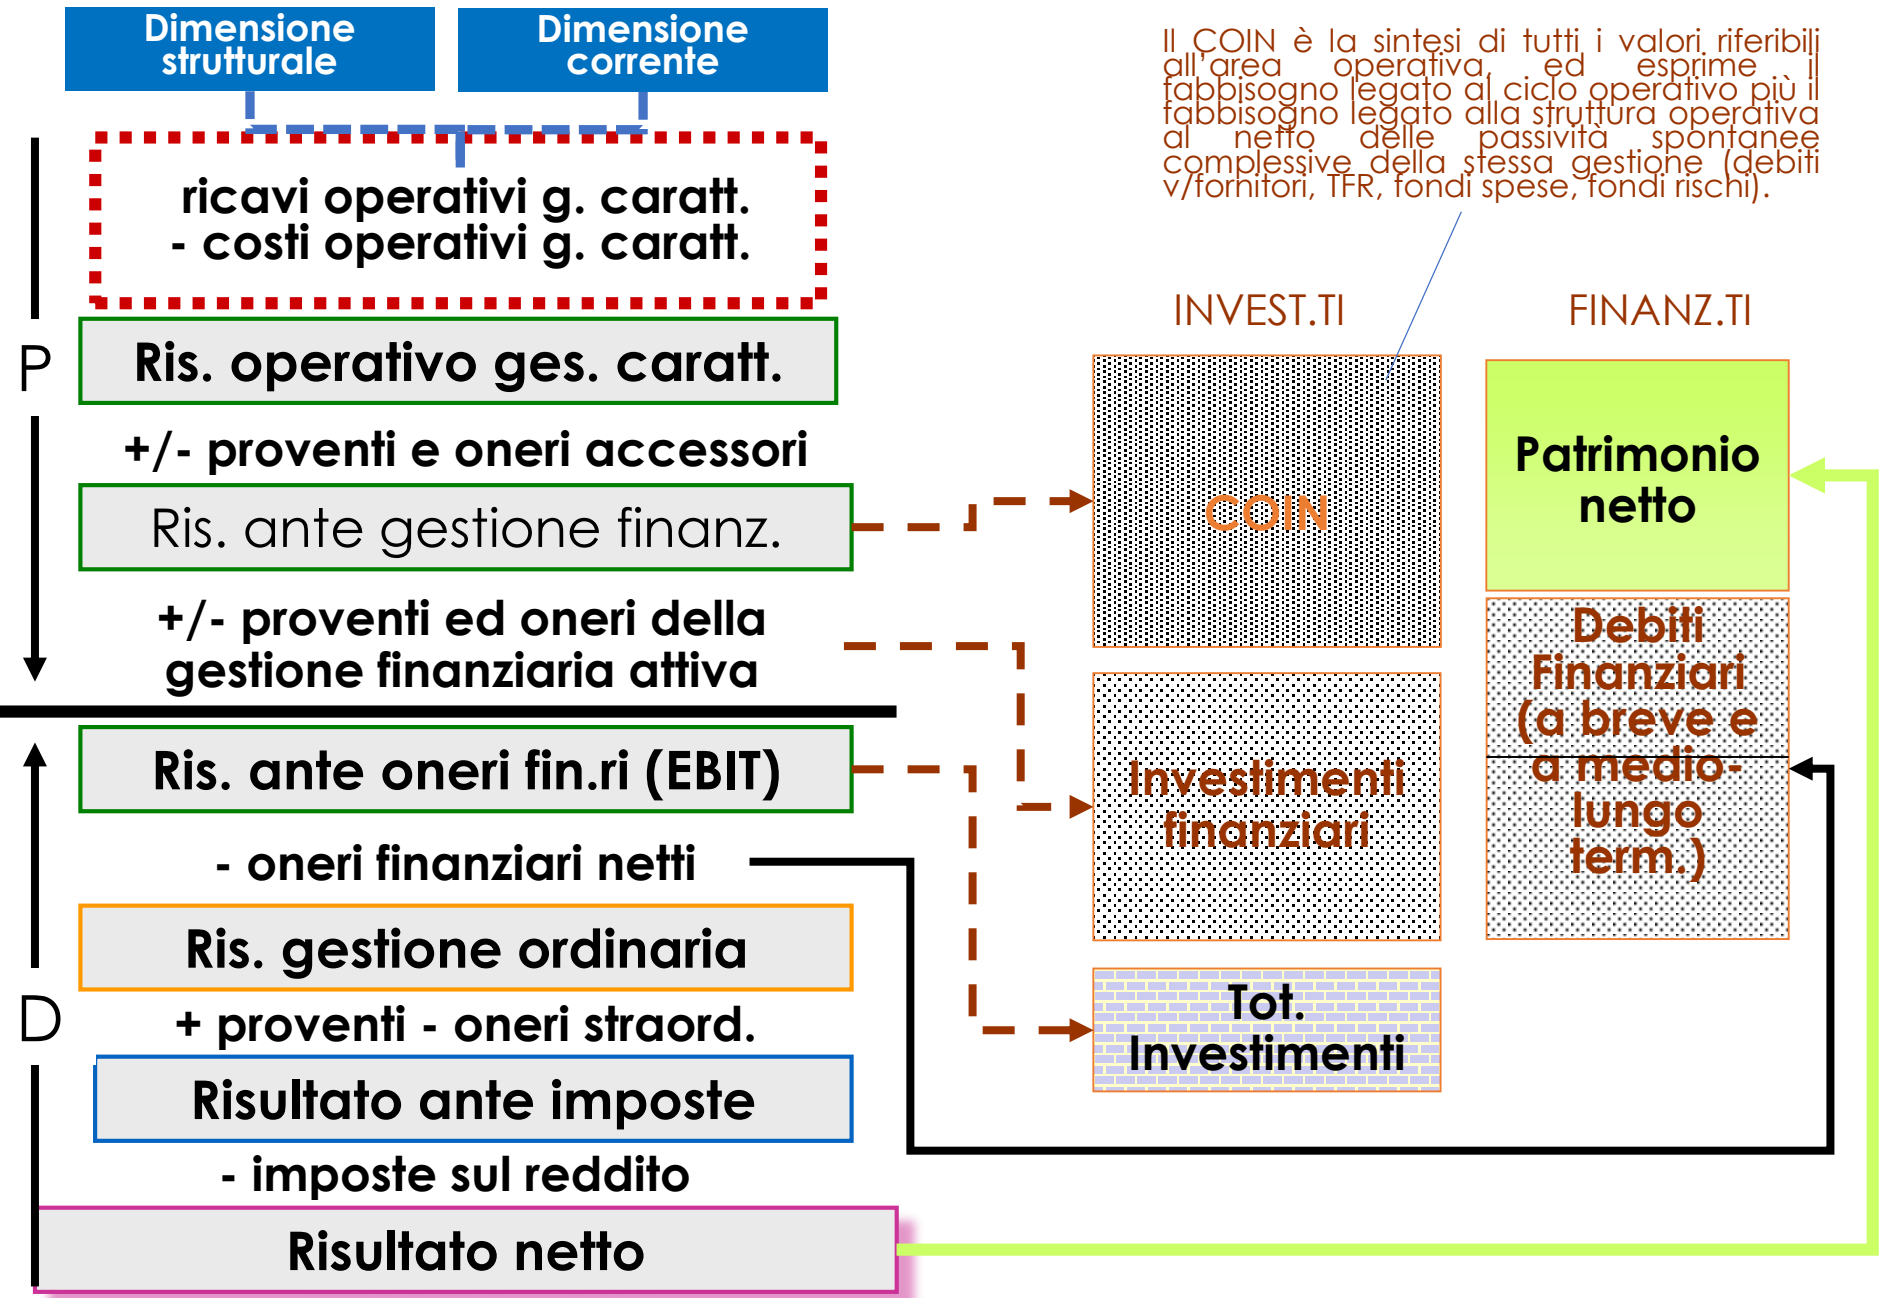 Dimensione
strutturale
Dimensione
corrente
ricavi operativi g. caratt.
- costi operativi g. caratt.
P
Ris. operativo ges. caratt.
+/- proventi e oneri accessori
Ris. ante gestione finanz.
+/- proventi ed oneri della
gestione finanziaria attiva
Ris. ante oneri fin.ri (EBIT)
- oneri finanziari netti
Ris. gestione ordinaria
D
+ proventi - oneri straord.
Risultato ante imposte
- imposte sul reddito
Risultato netto
Il COIN è la sintesi di tutti i valori riferibili
all'area operativa, ed esprime il
fabbisogno legato al ciclo operativo più il
fabbisogno legato alla struttura operativa
al netto delle passività spontanee
complessive della stessa gestione (debiti
v/fornitori, TFR, fondi spese, fondi rischi).
INVEST.TI
COIN
Investimenti
finanziari
Tot.
Investimenti
FINANZ.TI
Patrimonio
netto
Debiti
Finanziari
(a breve e
a medio-
lungo
term.)